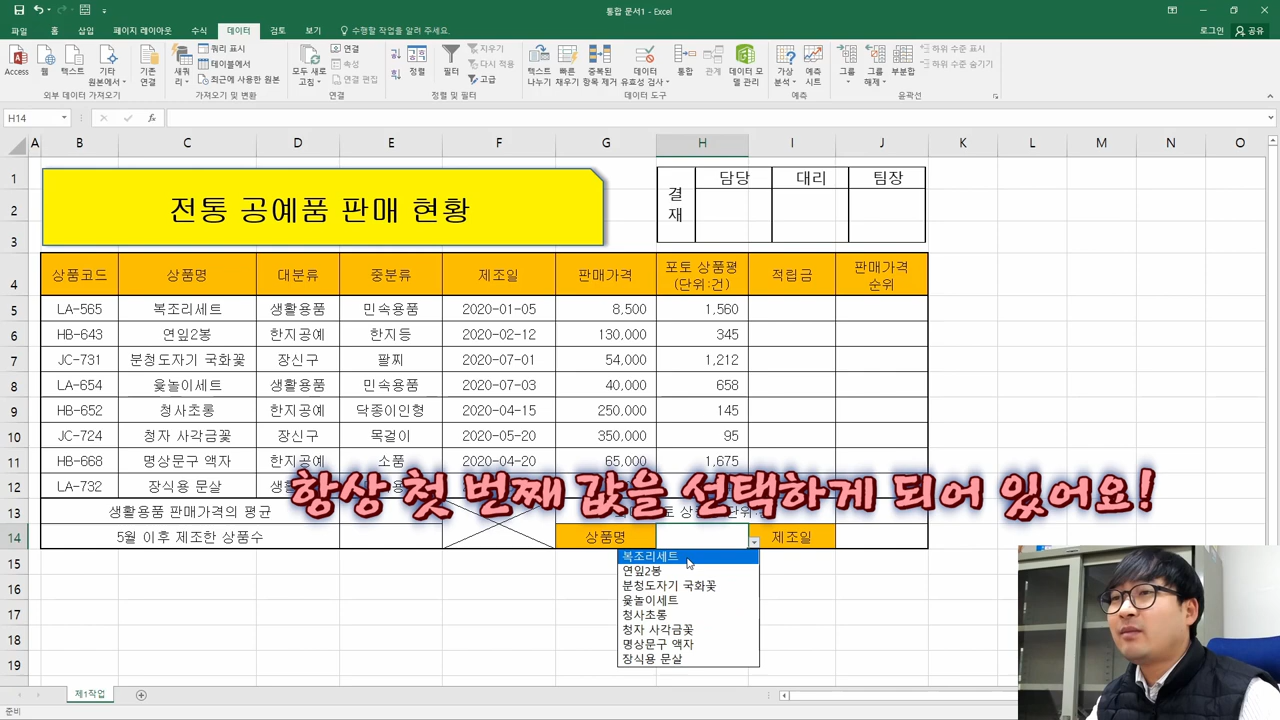 통합 문서1 - Excel
파일 홈 삽입 페이지 레이아웃 수식 데이터 검토 보기 수행할 작업을 알려 주세요. 로그인 공유
Access 웹 텍스트 기타 원본에서 기존 연결 새쿼리 쿼리 표시 테이블에서 최근에 사용한 원본 모두 새로 고침 연결 속성 연결 편집 정렬 필터 지우기 다시 적용 고급 텍스트 나누기 빠른 채우기 중복된 항목 제거 데이터 유효성 검사 통합 관계 데이터 모델 관리 가상 분석 예측 시트 그룹 그룹 해제 부분합 하위 수준 표시 하위 수준 숨기기
외부 데이터 가져오기 가져오기 및 변환 연결 정렬 및 필터 데이터 도구 예측 윤곽선
H14 fx
A B C D E F G H I J K L M N O
1 담당 대리 팀장
2 전통 공예품 판매 현황 결재
3
4 상품코드 상품명 대분류 중분류 제조일 판매가격 포토 상품평 (단위:건) 적립금 판매가격 순위
5 LA-565 복조리세트 생활용품 민속용품 2020-01-05 8,500 1,560
6 HB-643 연잎2봉 한지공예 한지등 2020-02-12 130,000 345
7 JC-731 분청도자기 국화꽃 장신구 팔찌 2020-07-01 54,000 1,212
8 LA-654 윷놀이세트 생활용품 민속용품 2020-07-03 40,000 658
9 HB-652 청사초롱 한지공예 닥종이인형 2020-04-15 250,000 145
10 JC-724 청자 사각금꽃 장신구 목걸이 2020-05-20 350,000 95
11 HB-668 명상문구 액자 한지공예 소품 2020-04-20 65,000 1,675
12 LA-732 장식용 문살
항상 첫 번째 값을 선택하게 되어 있어요!
13 생활용품 판매가격의 평균
14 5월 이후 제조한 상품수 상품명 제조일
15 복조리세트
연잎2봉
16 분청도자기 국화꽃
윷놀이세트
17 청사초롱
청자 사각금꽃
18 명상문구 액자
장식용 문살
19
제1작업
준비